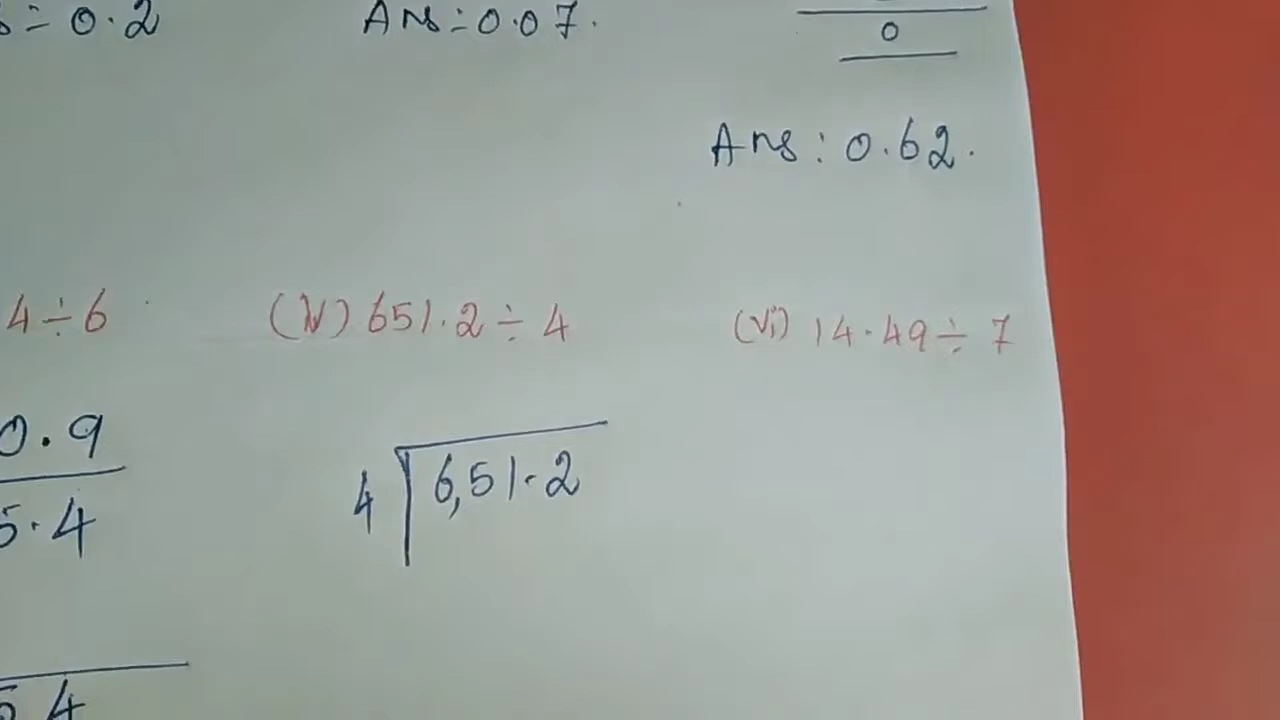 s = 0.2 Ans = 0.07.
0
Ans : 0.62.
4 ÷ 6 (V) 651.2 ÷ 4 (Vi) 14.49 ÷ 7
0.9
5.4 4 6,51.2
54